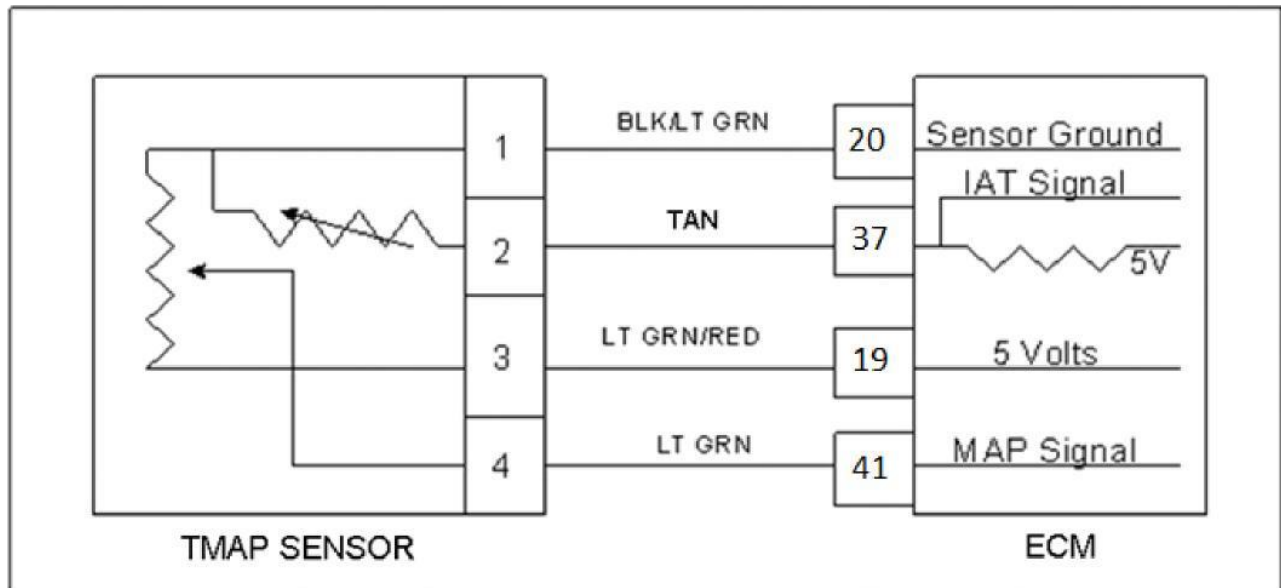 1 BLK/LT GRN 20 Sensor Ground
IAT Signal
2 TAN 37 5V
3 LT GRN/RED 19 5 Volts
4 LT GRN 41 MAP Signal
TMAP SENSOR ECM